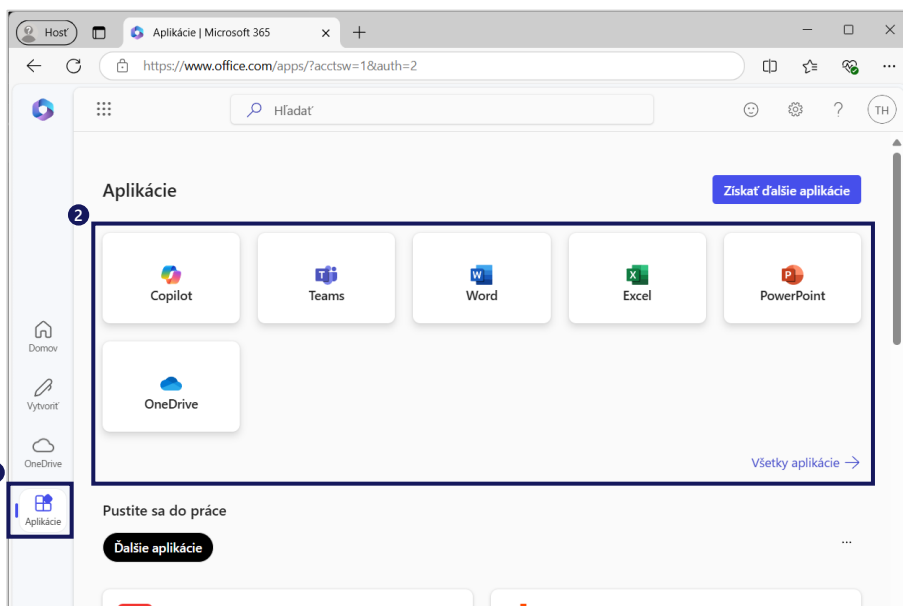 Hosť
Aplikácie | Microsoft 365
https://www.office.com/apps/?acctsw=1&auth=2
Hľadať
TH
Aplikácie
Získať ďalšie aplikácie
2
Copilot
Teams
Word
Excel
PowerPoint
OneDrive
Všetky aplikácie
Domov
Vytvoriť
OneDrive
Aplikácie
Pustite sa do práce
Ďalšie aplikácie